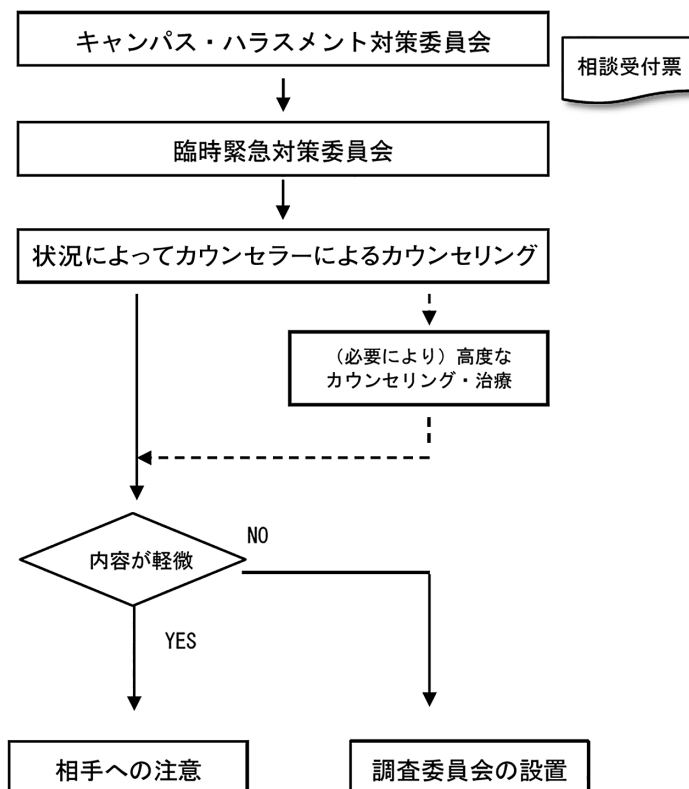 キャンパス・ハラスメント対策委員会
相談受付票
臨時緊急対策委員会
状況によってカウンセラーによるカウンセリング
（必要により）高度な
カウンセリング・治療
内容が軽微
NO
YES
相手への注意
調査委員会の設置